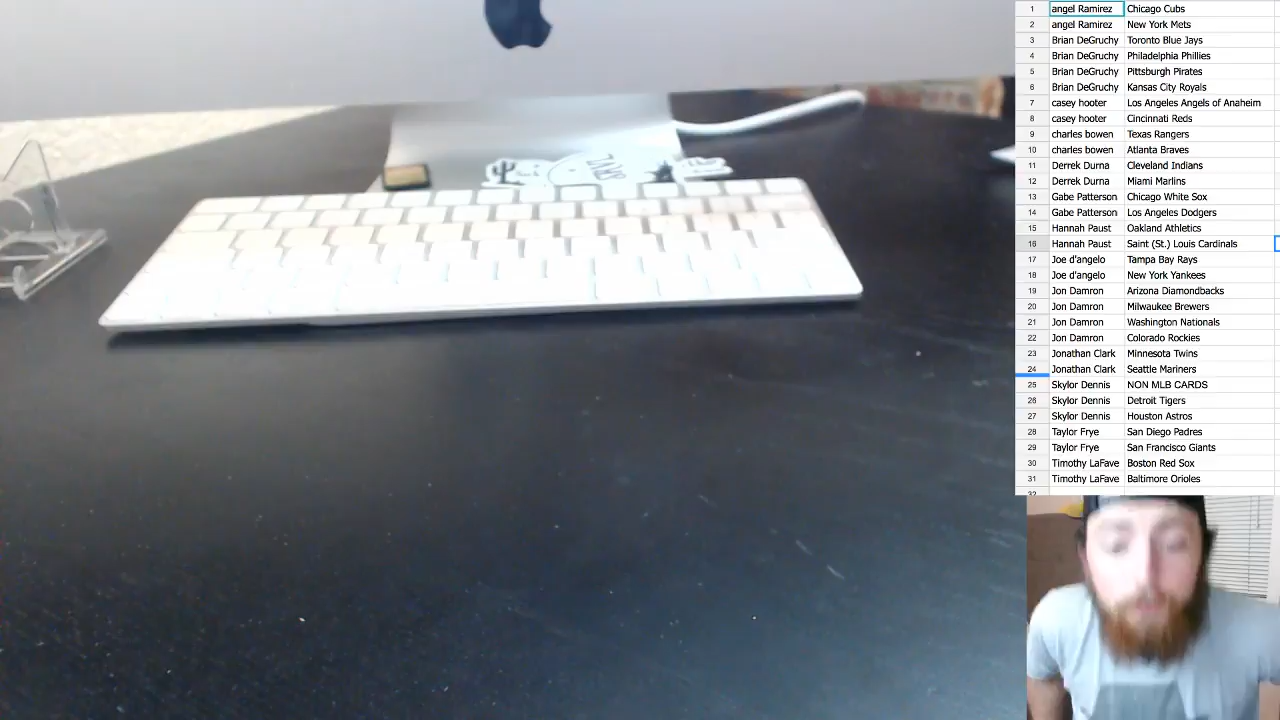 1 angel Ramirez Chicago Cubs
2 angel Ramirez New York Mets
3 Brian DeGruchy Toronto Blue Jays
4 Brian DeGruchy Philadelphia Phillies
5 Brian DeGruchy Pittsburgh Pirates
6 Brian DeGruchy Kansas City Royals
7 casey hooter Los Angeles Angels of Anaheim
8 casey hooter Cincinnati Reds
9 charles bowen Texas Rangers
10 charles bowen Atlanta Braves
11 Derrek Durna Cleveland Indians
12 Derrek Durna Miami Marlins
13 Gabe Patterson Chicago White Sox
14 Gabe Patterson Los Angeles Dodgers
15 Hannah Paust Oakland Athletics
16 Hannah Paust Saint (St.) Louis Cardinals
17 Joe d'angelo Tampa Bay Rays
18 Joe d'angelo New York Yankees
19 Jon Damron Arizona Diamondbacks
20 Jon Damron Milwaukee Brewers
21 Jon Damron Washington Nationals
22 Jon Damron Colorado Rockies
23 Jonathan Clark Minnesota Twins
24 Jonathan Clark Seattle Mariners
25 Skylor Dennis NON MLB CARDS
26 Skylor Dennis Detroit Tigers
27 Skylor Dennis Houston Astros
28 Taylor Frye San Diego Padres
29 Taylor Frye San Francisco Giants
30 Timothy LaFave Boston Red Sox
31 Timothy LaFave Baltimore Orioles